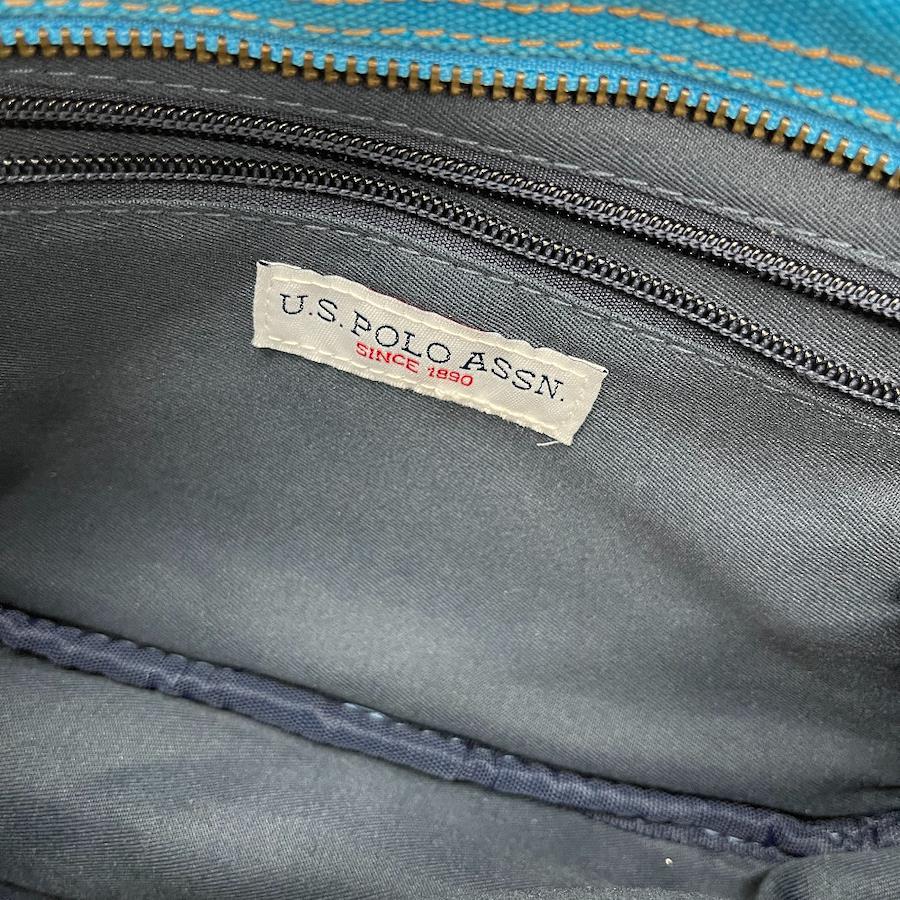 U.S. POLO ASSN.
SINCE 1890